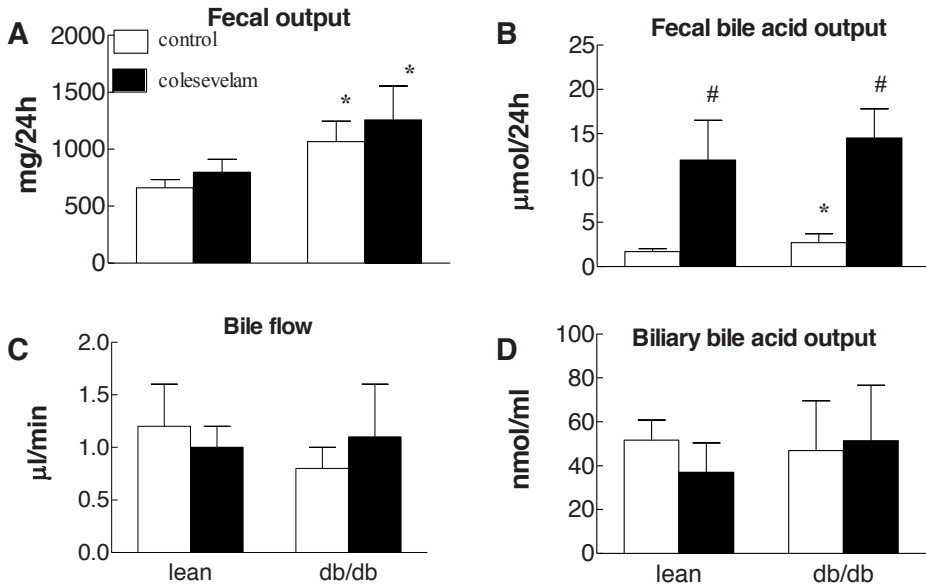 A
Fecal output
mg/24h
2000
1500
1000
500
0
control
colesevelam
*
*
B
Fecal bile acid output
μmol/24h
25
20
15
10
5
0
#
*
#
C
Bile flow
μl/min
2.0
1.5
1.0
0.5
0.0
lean
db/db
D
Biliary bile acid output
nmol/ml
100
80
60
40
20
0
lean
db/db